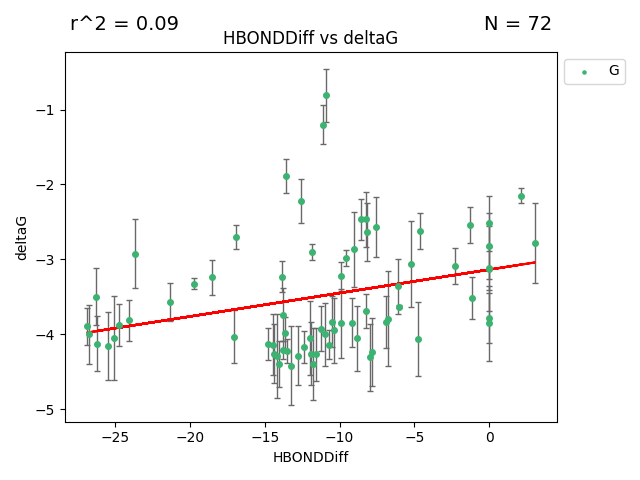 r^2 = 0.09
N = 72
HBONDDiff vs deltaG
G
−1
−2
−3
−4
−5
deltaG
−25
−20
−15
−10
−5
0
HBONDDiff